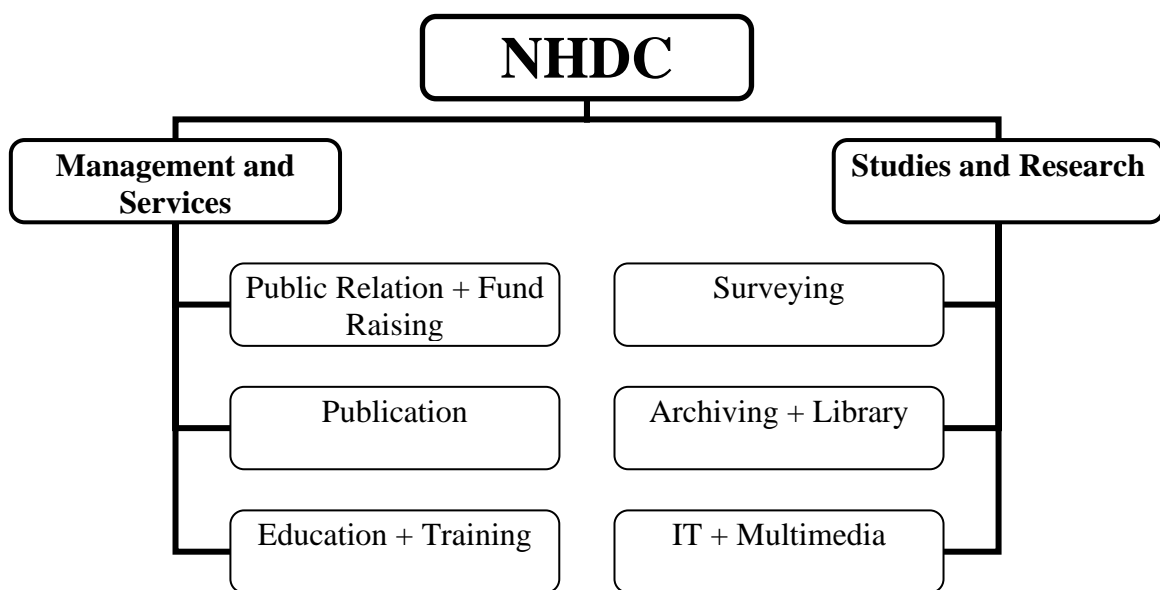 NHDC
Management and
Services
Studies and Research
Public Relation + Fund
Raising
Surveying
Publication
Archiving + Library
Education + Training
IT + Multimedia